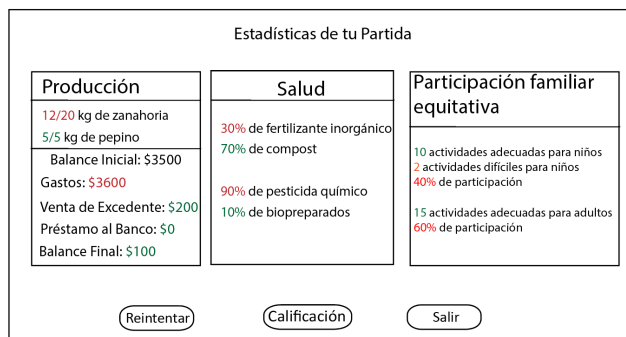 Estadísticas de tu Partida
Producción
12/20 kg de zanahoria
5/5 kg de pepino
Balance Inicial: $3500
Gastos: $3600
Venta de Excedente: $200
Préstamo al Banco: $0
Balance Final: $100
Salud
30% de fertilizante inorgánico
70% de compost
90% de pesticida químico
10% de biopreparados
Participación familiar
equitativa
10 actividades adecuadas para niños
2 actividades difíciles para niños
40% de participación
15 actividades adecuadas para adultos
60% de participación
Reintentar
Calificación
Salir